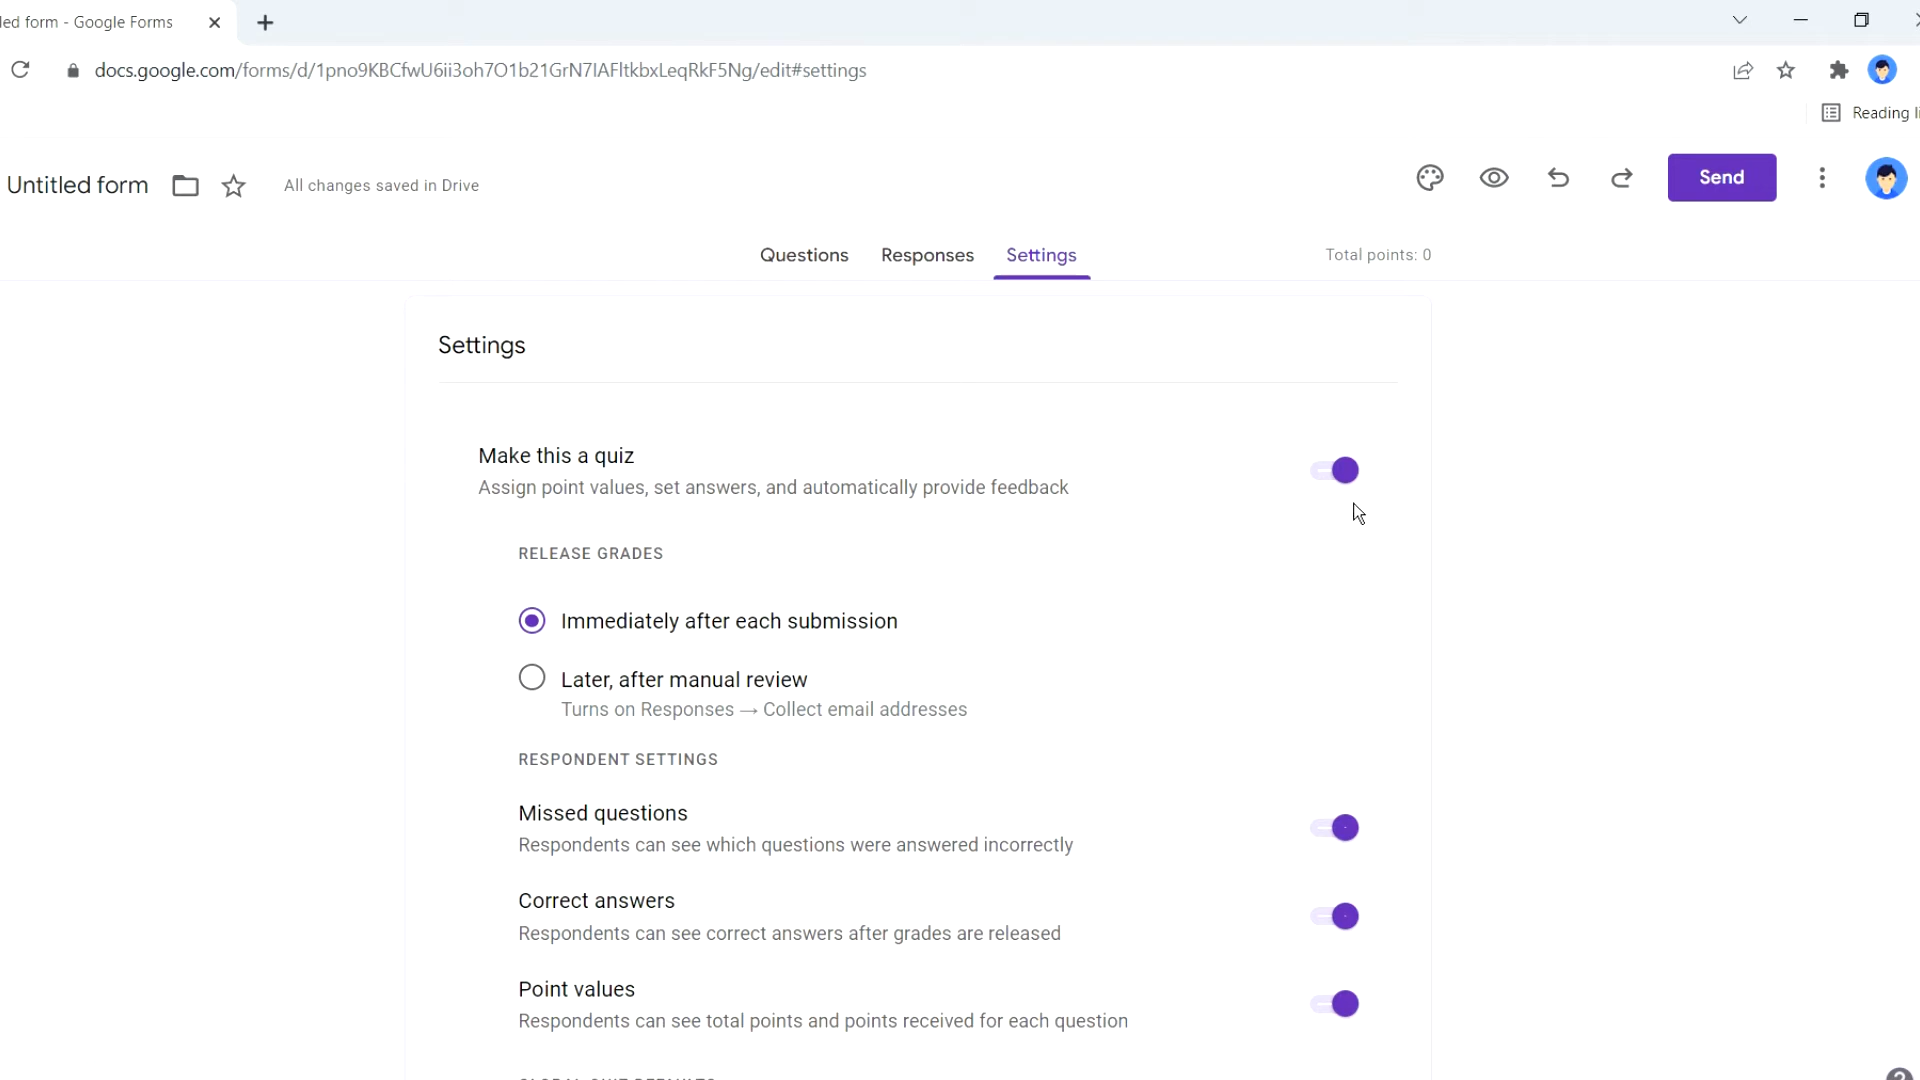 led form - Google Forms
docs.google.com/forms/d/1pno9KBCfwU6ii3oh7O1b21GrN7IAFltkbxLeqRkF5Ng/edit#settings
Reading li
Untitled form
All changes saved in Drive
Send
Questions
Responses
Settings
Total points: 0
Settings
Make this a quiz
Assign point values, set answers, and automatically provide feedback
RELEASE GRADES
Immediately after each submission
Later, after manual review
Turns on Responses → Collect email addresses
RESPONDENT SETTINGS
Missed questions
Respondents can see which questions were answered incorrectly
Correct answers
Respondents can see correct answers after grades are released
Point values
Respondents can see total points and points received for each question